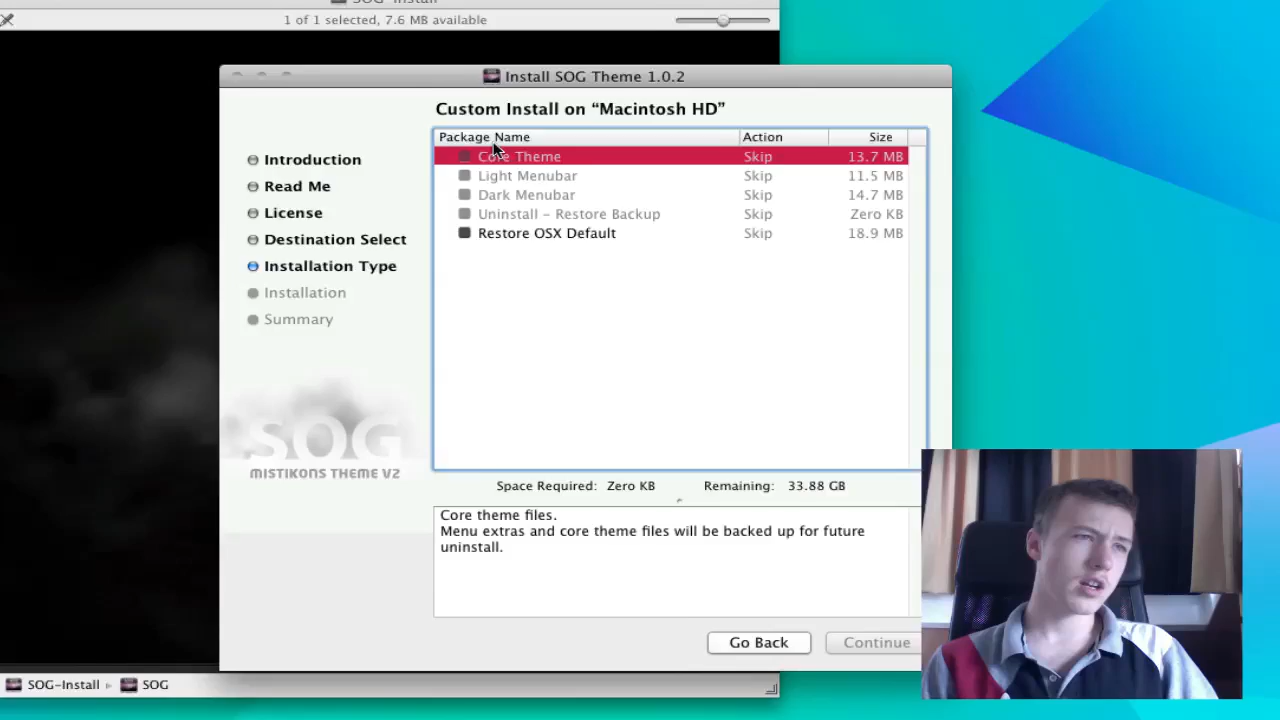 SOG-Install
1 of 1 selected, 7.6 MB available
Install SOG Theme 1.0.2
Custom Install on “Macintosh HD”
Package Name Action Size
Core Theme Skip 13.7 MB
Light Menubar Skip 11.5 MB
Dark Menubar Skip 14.7 MB
Uninstall – Restore Backup Skip Zero KB
Restore OSX Default Skip 18.9 MB
Introduction
Read Me
License
Destination Select
Installation Type
Installation
Summary
SOG
MISTIKONS THEME V2
Space Required: Zero KB Remaining: 33.88 GB
Core theme files.
Menu extras and core theme files will be backed up for future
uninstall.
Go Back Continue
SOG-Install SOG